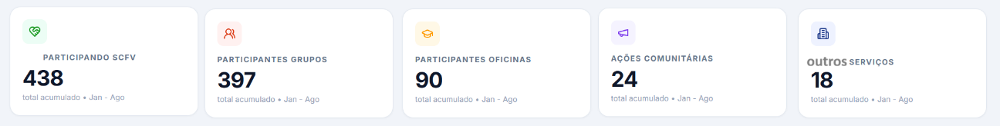 PARTICIPANDO SCFV
438
total acumulado • Jan - Ago
PARTICIPANTES GRUPOS
397
total acumulado • Jan - Ago
PARTICIPANTES OFICINAS
90
total acumulado • Jan - Ago
AÇÕES COMUNITÁRIAS
24
total acumulado • Jan - Ago
outros SERVIÇOS
18
total acumulado • Jan - Ago